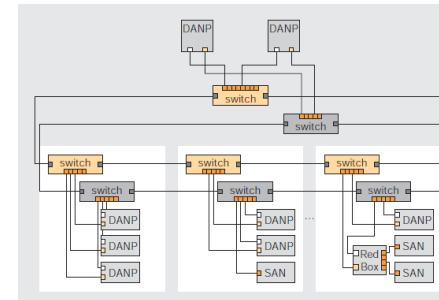 DANP DANP
switch
switch
switch switch switch
switch switch switch
DANP DANP DANP
DANP DANP Red Box SAN
DANP SAN SAN
...